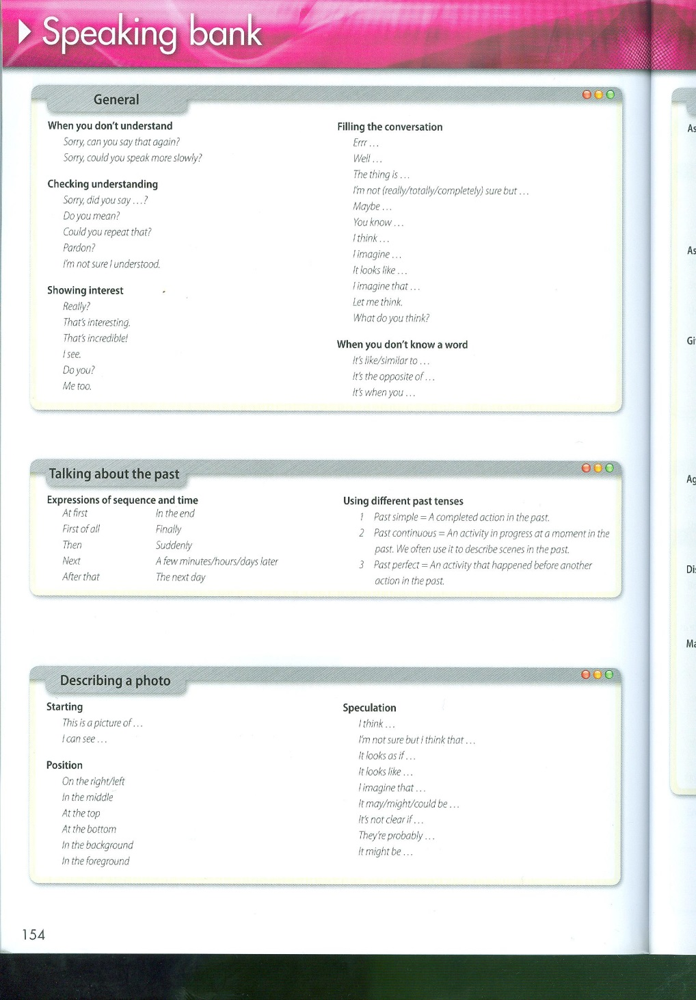 Speaking bank
General
When you don't understand
Sorry, can you say that again?
Sorry, could you speak more slowly?
Checking understanding
Sorry, did you say ...?
Do you mean?
Could you repeat that?
Pardon?
I'm not sure I understood.
Showing interest
Really?
That's interesting.
That's incredible!
I see.
Do you?
Me too.
Filling the conversation
Errr ...
Well ...
The thing is ...
I'm not (really/totally/completely) sure but ...
Maybe ...
You know ...
I think ...
I imagine ...
It looks like ...
I imagine that ...
Let me think.
What do you think?
When you don't know a word
It's like/similar to ...
It's the opposite of ...
It's when you ...
Talking about the past
Expressions of sequence and time
At first
First of all
Then
Next
After that
In the end
Finally
Suddenly
A few minutes/hours/days later
The next day
Using different past tenses
1 Past simple = A completed action in the past.
2 Past continuous = An activity in progress at a moment in the
past. We often use it to describe scenes in the past.
3 Past perfect = An activity that happened before another
action in the past.
Describing a photo
Starting
This is a picture of ...
I can see ...
Position
On the right/left
In the middle
At the top
At the bottom
In the background
In the foreground
Speculation
I think ...
I'm not sure but i think that ...
It looks as if ...
It looks like ...
I imagine that ...
It may/might/could be ...
It's not clear if ...
They're probably ...
It might be ...
154
As
As
Ag